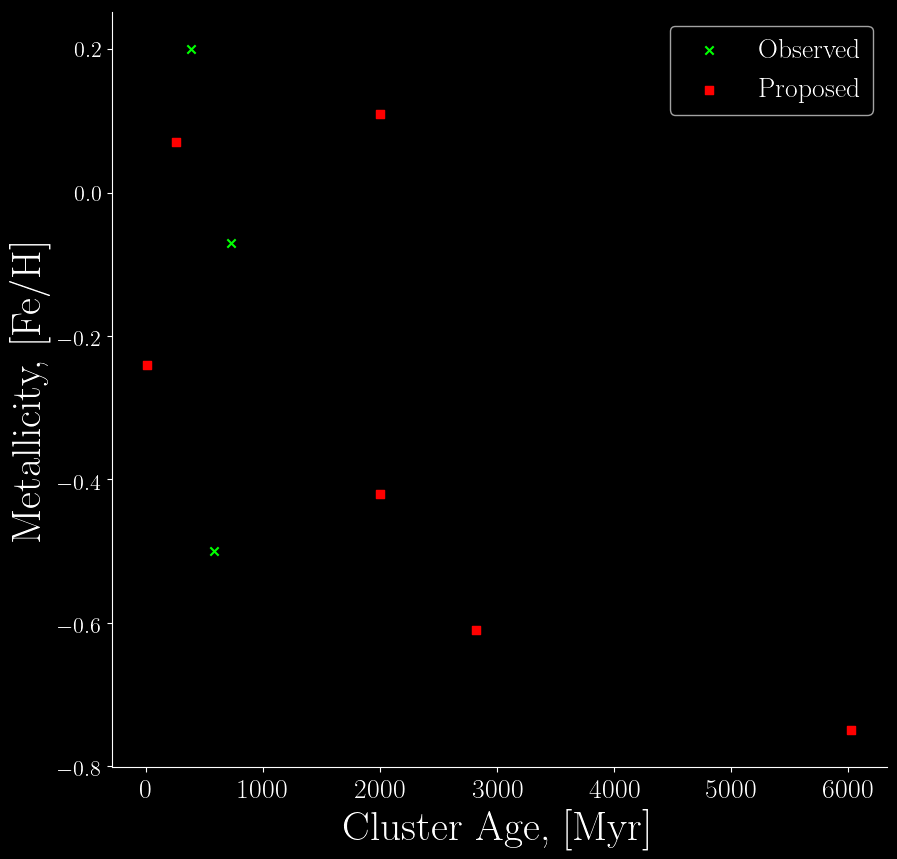 Observed
Proposed
0.2
0.0
−0.2
−0.4
−0.6
−0.8
Metallicity, [Fe/H]
0 1000 2000 3000 4000 5000 6000
Cluster Age, [Myr]